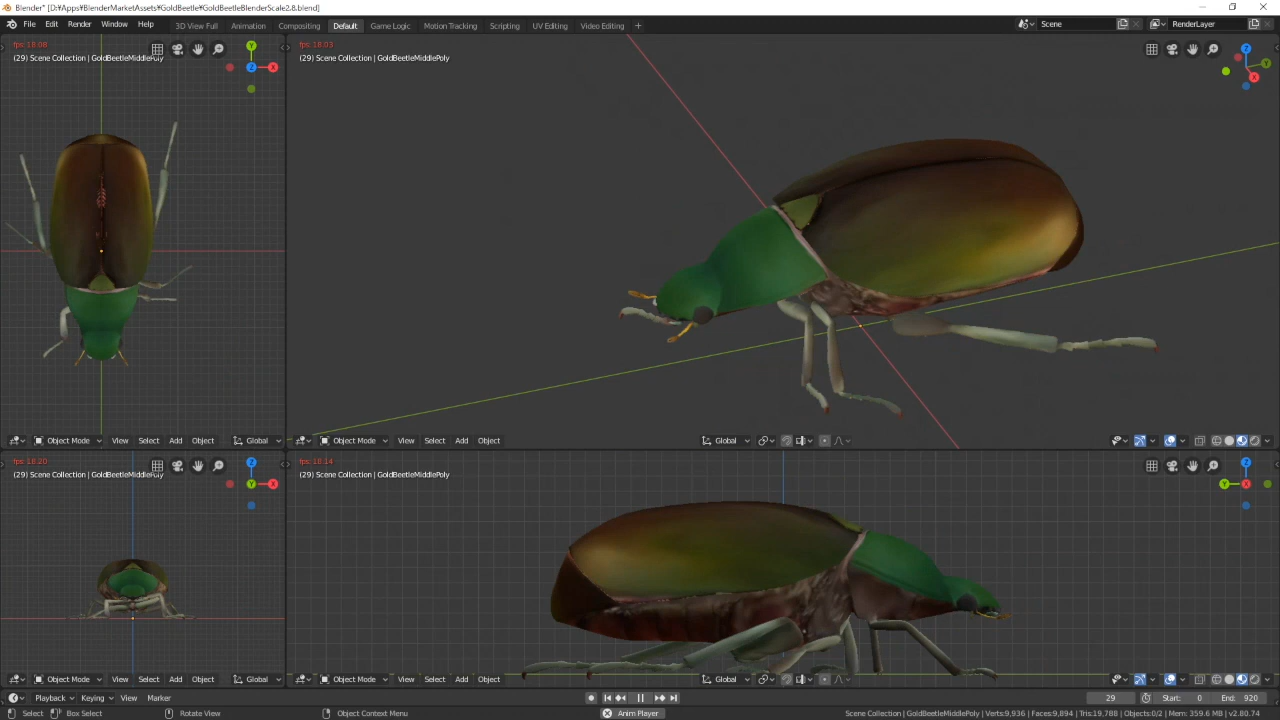 Blender* [D:¥Apps¥BlenderMarketAssets¥GoldBeetle¥GoldBeetleBlenderScale2.8.blend]
File Edit Render Window Help 3D View Full Animation Compositing Default Game Logic Motion Tracking Scripting UV Editing Video Editing + Scene RenderLayer
fps: 18.08
(29) Scene Collection | GoldBeetleMiddlePoly
Y
Z
X
fps: 18.03
(29) Scene Collection | GoldBeetleMiddlePoly
Z
Y
X
Object Mode View Select Add Object Global
Object Mode View Select Add Object Global
fps: 18.20
(29) Scene Collection | GoldBeetleMiddlePoly
Z
Y
X
fps: 18.14
(29) Scene Collection | GoldBeetleMiddlePoly
Z
Y
X
Object Mode View Select Add Object Global
Object Mode View Select Add Object Global
Playback Keying View Marker 29 Start: 0 End: 920
Select Box Select Rotate View Object Context Menu Anim Player Scene Collection | GoldBeetleMiddlePoly | Verts:9,936 | Faces:9,894 | Tris:19,788 | Objects:0/2 | Mem: 359.6 MB | v2.80.74